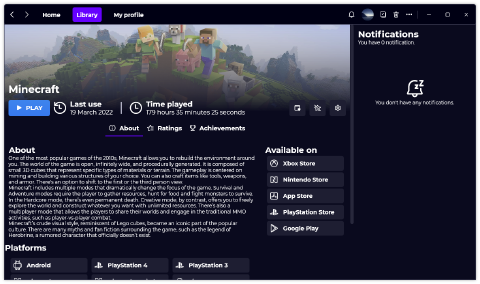 Home Library My profile
Notifications
You have 0 notification.
Minecraft
PLAY
Last use
19 March 2022
Time played
179 hours 35 minutes 25 seconds
You don't have any notifications.
About Ratings Achievements
About
One of the most popular games of the 2010s, Minecraft allows you to rebuild the environment around
you. The world of the game is open, infinitely wide, and procedurally generated. It is composed of
small 3D cubes that represent specific types of materials or terrain. The gameplay is centered on
mining and building various structures of your choice. You can also craft items like tools, weapons,
and armor. There's an option to shift to the first or the third person view.
Minecraft includes multiple modes that dramatically change the focus of the game. Survival and
Adventure modes require the player to gather resources, hunt for food and fight to survive.
In the Hardcore mode, there's even permanent death. Creative mode, by contrast, offers you to freely
explore the world and construct whatever you want with unlimited resources. There's also a
multiplayer mode that allows the players to share their worlds and engage in the traditional MMO
activities, such as player-vs-player combat.
Minecraft's crude visual style, reminiscent of Lego cubes, became an iconic part of the popular
culture. There are many myths and fan fiction surrounding the game, such as the legend of
Herobrine, a rumored character that officially doesn't exist.
Available on
Xbox Store
Nintendo Store
App Store
PlayStation Store
Google Play
Platforms
Android
PlayStation 4
PlayStation 3